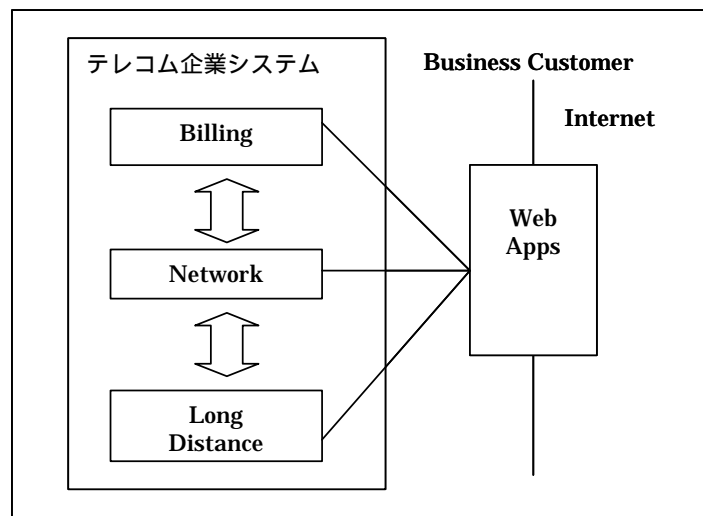 テレコム企業システム
Billing
Network
Long
Distance
Business Customer
Internet
Web
Apps